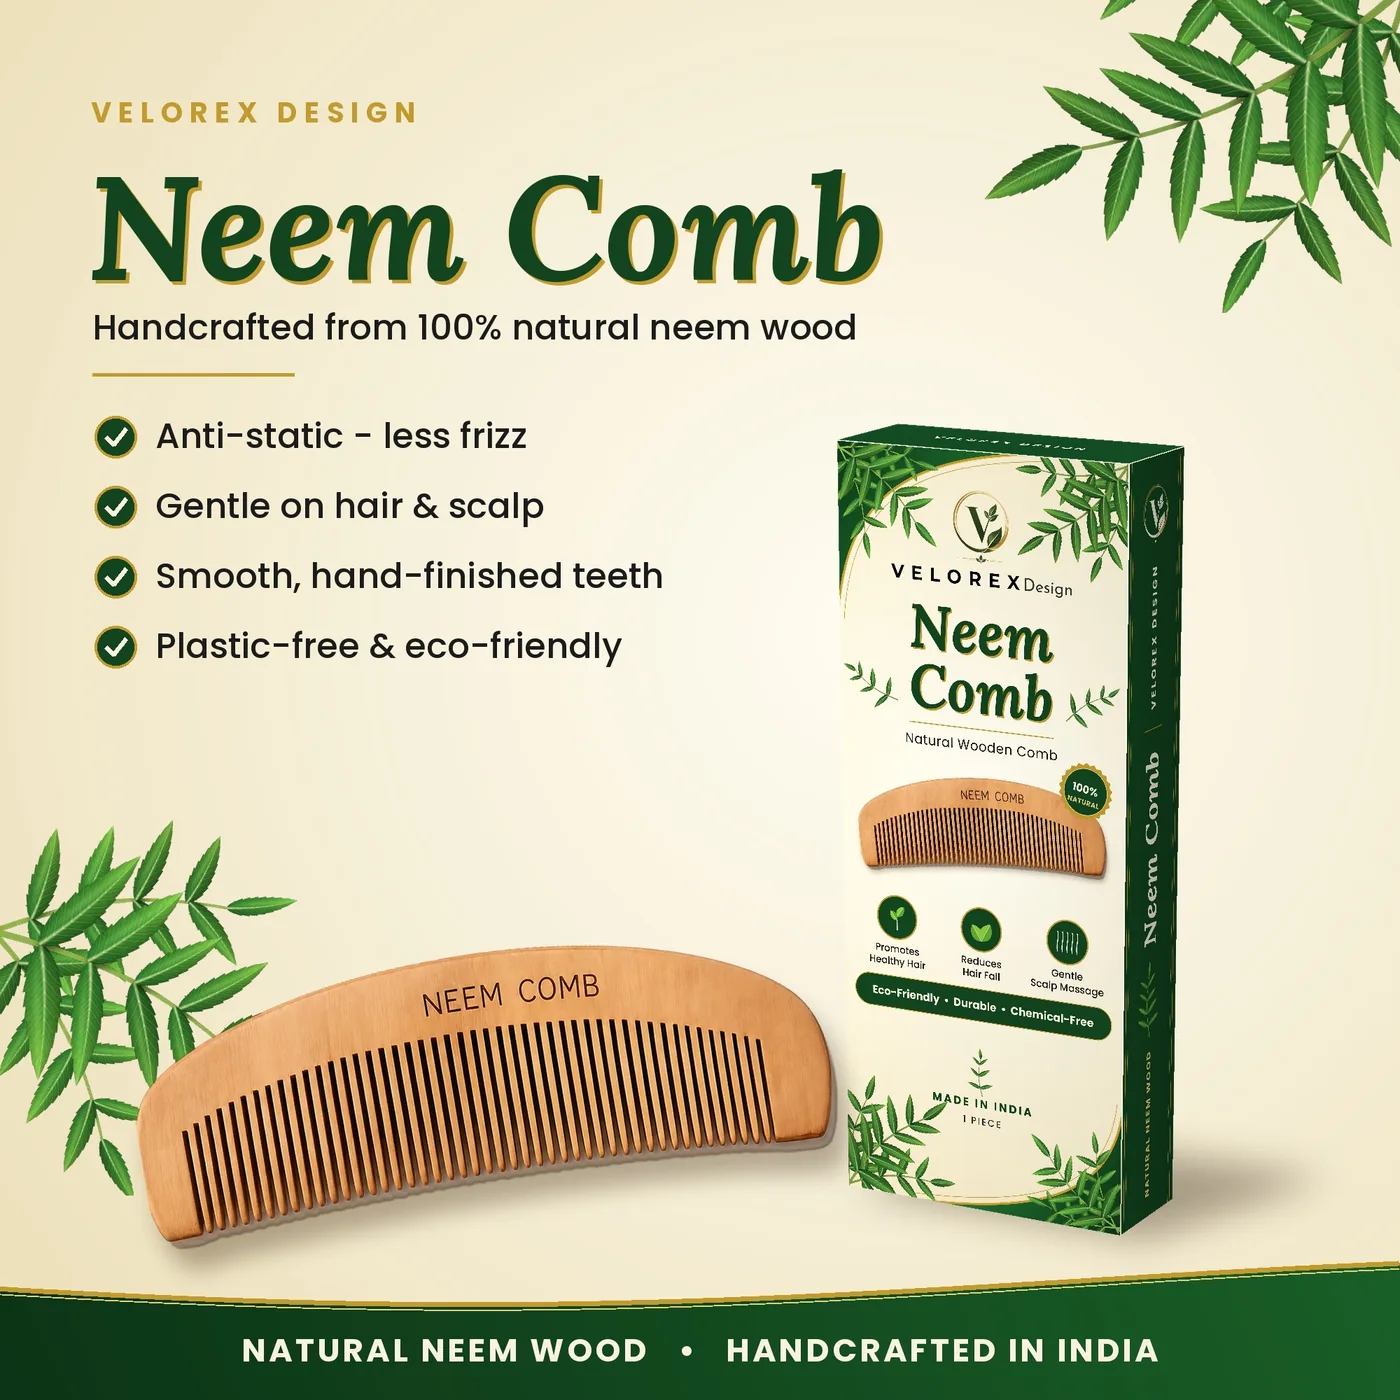 VELOREX DESIGN
Neem Comb
Handcrafted from 100% natural neem wood
Anti-static - less frizz
Gentle on hair & scalp
Smooth, hand-finished teeth
Plastic-free & eco-friendly
VELOREX DESIGN
V
VELOREX Design
Neem
Comb
Natural Wooden Comb
NEEM COMB
100%
NATURAL
Promotes
Healthy Hair
Reduces
Hair Fall
Gentle
Scalp Massage
Eco-Friendly • Durable • Chemical-Free
MADE IN INDIA
1 PIECE
V
VELOREX DESIGN
Neem Comb
NATURAL NEEM WOOD
NEEM COMB
NATURAL NEEM WOOD • HANDCRAFTED IN INDIA